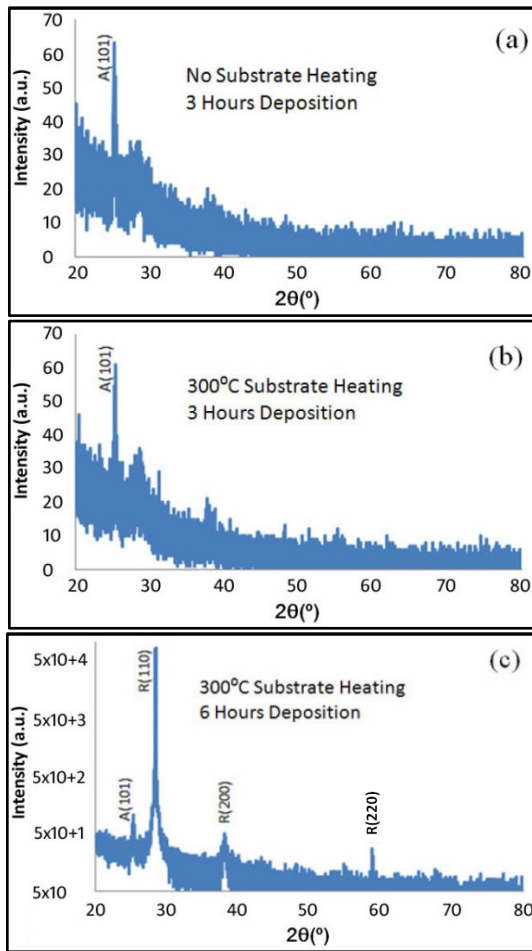 70
60
50
40
30
20
10
0
Intensity (a.u.)
A(101)
(a)
No Substrate Heating
3 Hours Deposition
20 30 40 50 60 70 80
2θ(º)
70
60
50
40
30
20
10
0
Intensity (a.u.)
A(101)
(b)
300ºC Substrate Heating
3 Hours Deposition
20 30 40 50 60 70 80
2θ(º)
5x10+4
5x10+3
5x10+2
5x10+1
5x10
Intensity (a.u.)
A(101)
R(110)
R(200)
R(220)
(c)
300ºC Substrate Heating
6 Hours Deposition
20 30 40 50 60 70 80
2θ(º)